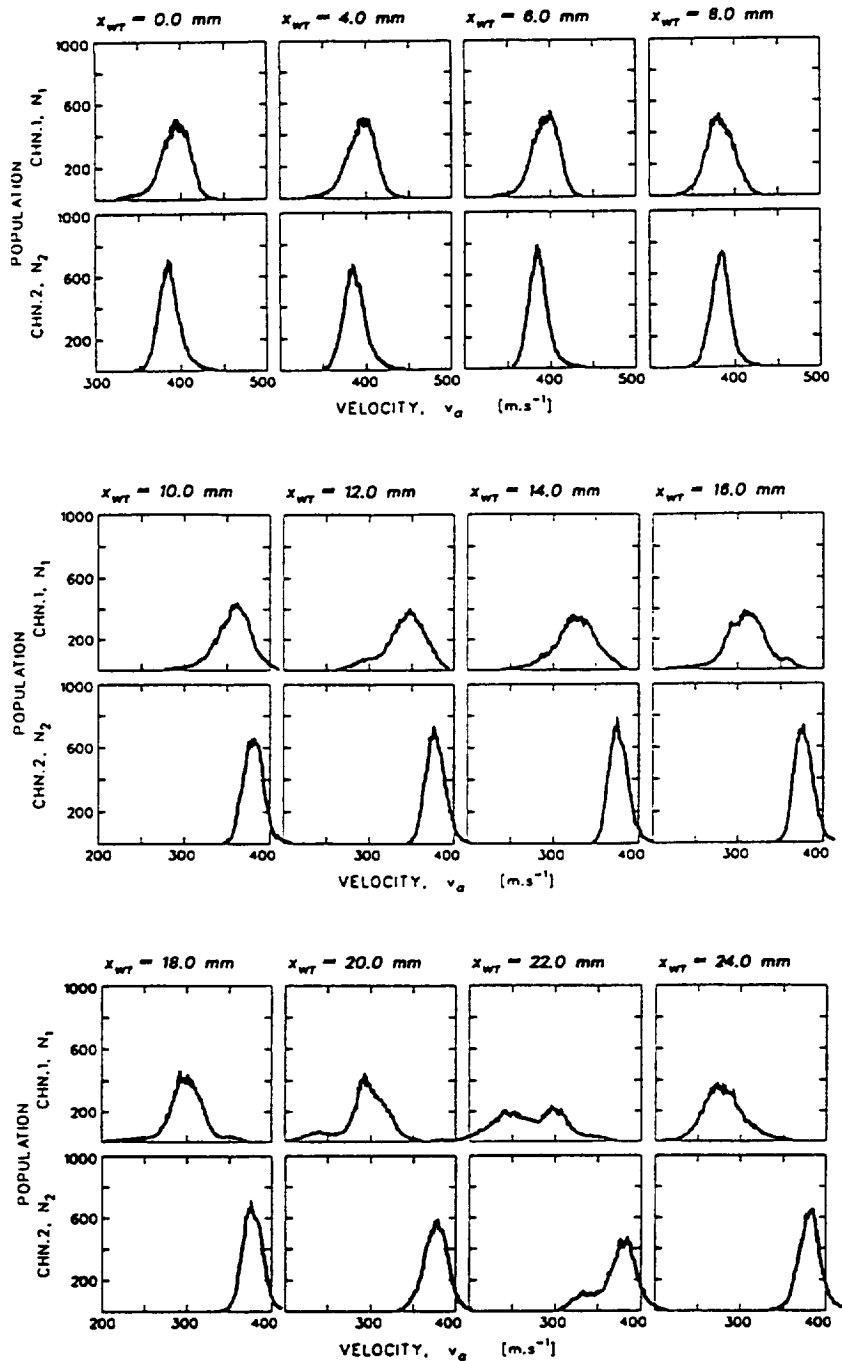 x_WT = 0.0 mm x_WT = 4.0 mm x_WT = 6.0 mm x_WT = 8.0 mm
1000
600
200
CHN.1, N₁
POPULATION
1000
600
200
CHN.2, N₂
300 400 500 400 500 400 500 400 500
VELOCITY, v_a [m.s⁻¹]
x_WT = 10.0 mm x_WT = 12.0 mm x_WT = 14.0 mm x_WT = 16.0 mm
1000
600
200
CHN.1, N₁
POPULATION
1000
600
200
CHN.2, N₂
200 300 400 300 400 300 400 300 400
VELOCITY, v_a [m.s⁻¹]
x_WT = 18.0 mm x_WT = 20.0 mm x_WT = 22.0 mm x_WT = 24.0 mm
1000
600
200
CHN.1, N₁
POPULATION
1000
600
200
CHN.2, N₂
200 300 400 300 400 300 400 300 400
VELOCITY, v_a [m.s⁻¹]